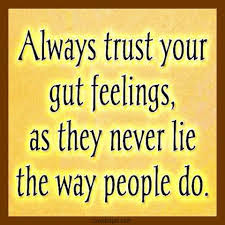 Always trust your
gut feelings,
as they never lie
the way people do.